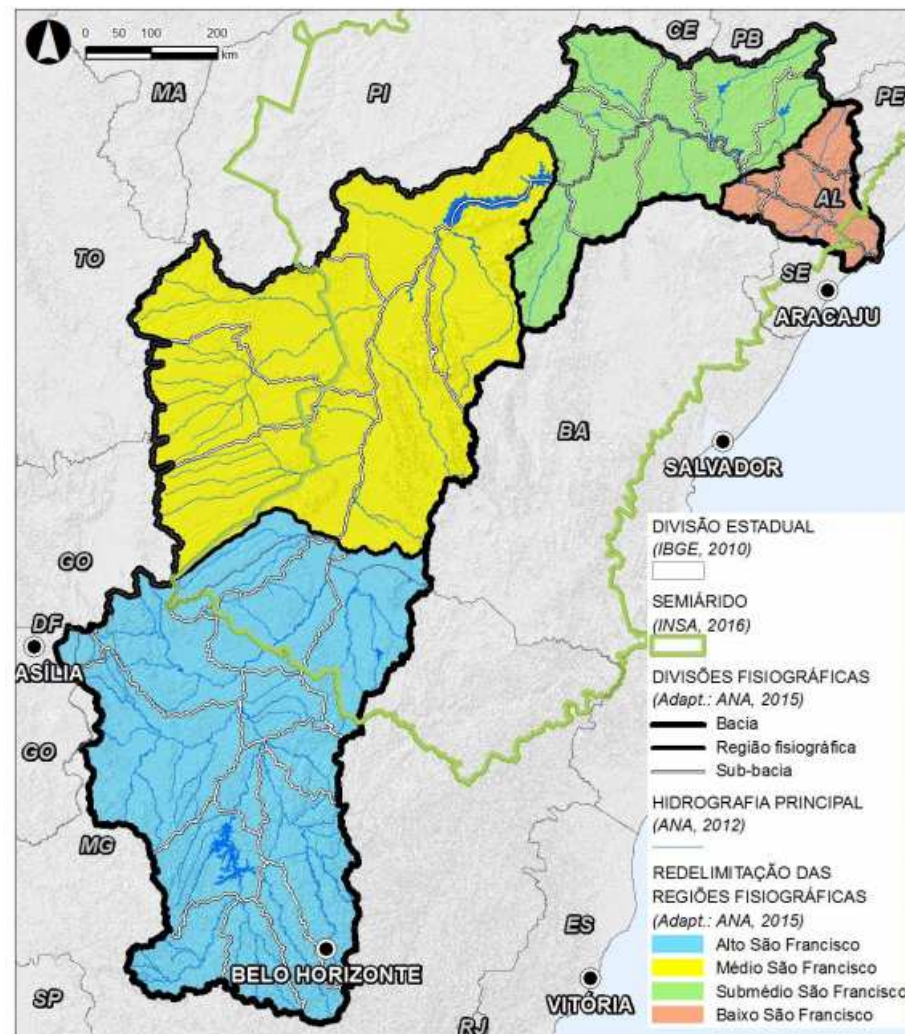 0 50 100 200
km
CE
PB
MA
PI
PE
AL
TO
SE
ARACAJU
BA
SALVADOR
GO
DF
ASÍLIA
GO
MG
BELO HORIZONTE
ES
VITÓRIA
SP
RJ
DIVISÃO ESTADUAL
(IBGE, 2010)
SEMIÁRIDO
(INSA, 2016)
DIVISÕES FISIOGRÁFICAS
(Adapt.: ANA, 2015)
Bacia
Região fisiográfica
Sub-bacia
HIDROGRAFIA PRINCIPAL
(ANA, 2012)
REDELIMITAÇÃO DAS
REGIÕES FISIOGRÁFICAS
(Adapt.: ANA, 2015)
Alto São Francisco
Médio São Francisco
Submédio São Francisco
Baixo São Francisco